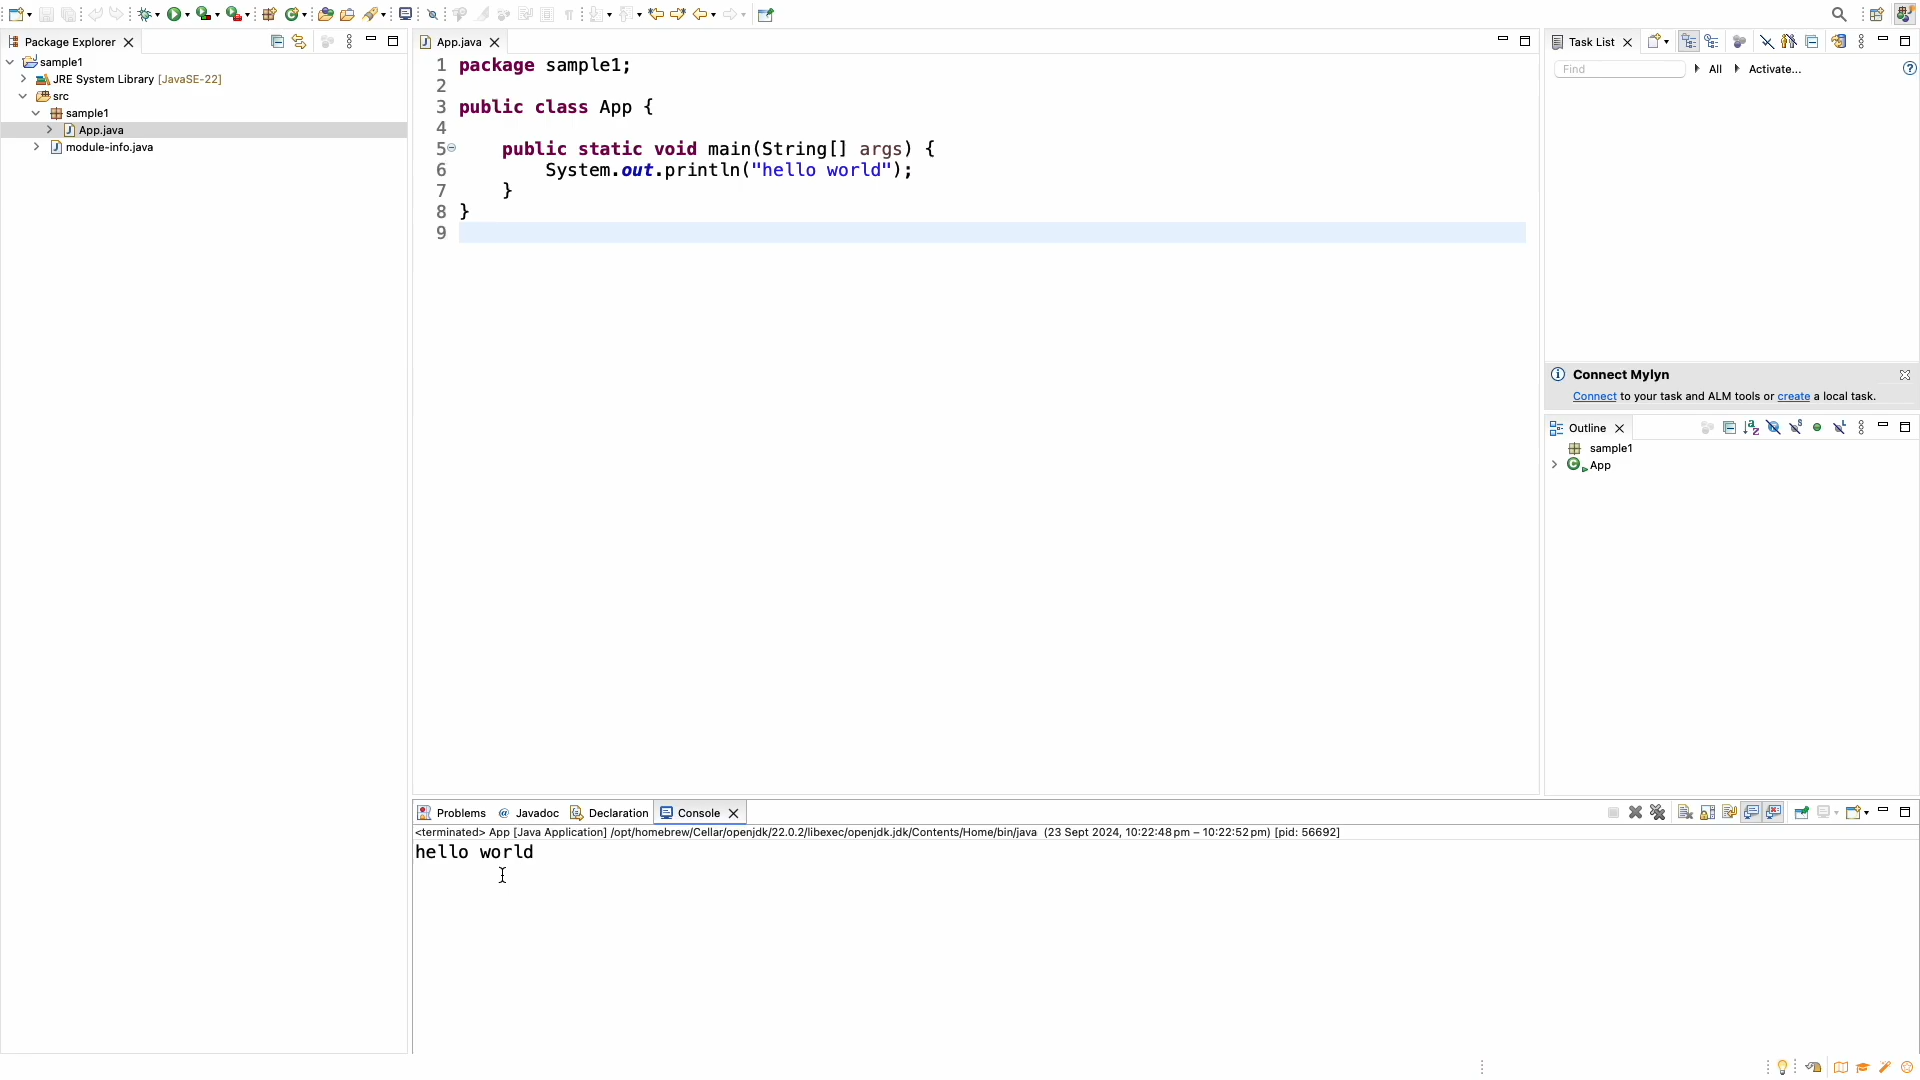 Package Explorer
sample1
JRE System Library [JavaSE-22]
src
sample1
App.java
module-info.java
App.java
1 package sample1;
2
3 public class App {
4
5     public static void main(String[] args) {
6         System.out.println("hello world");
7     }
8 }
9
Task List
Find
All
Activate...
Connect Mylyn
Connect to your task and ALM tools or create a local task.
Outline
sample1
App
Problems
Javadoc
Declaration
Console
<terminated> App [Java Application] /opt/homebrew/Cellar/openjdk/22.0.2/libexec/openjdk.jdk/Contents/Home/bin/java (23 Sept 2024, 10:22:48 pm – 10:22:52 pm) [pid: 56692]
hello world